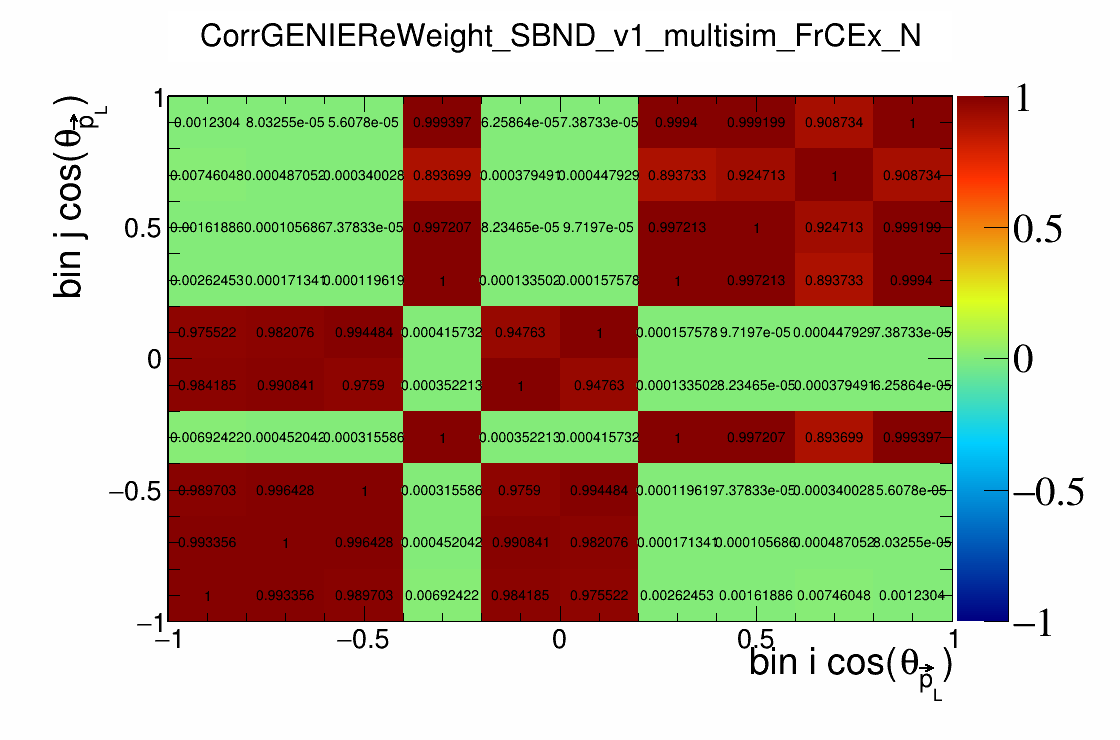 CorrGENIEReWeight_SBND_v1_multisim_FrCEx_N
bin j cos(θ_p⃗_L)
1
0.5
0
−0.5
−1
0.0012304 8.03255e-05 5.6078e-05 0.999397 6.25864e-05 7.38733e-05 0.9994 0.999199 0.908734 1
0.00746048 0.000487052 0.000340028 0.893699 0.000379491 0.000447929 0.893733 0.924713 1 0.908734
0.00161886 0.000105686 7.37833e-05 0.997207 8.23465e-05 9.7197e-05 0.997213 1 0.924713 0.999199
0.00262453 0.000171341 0.000119619 1 0.000133502 0.000157578 1 0.997213 0.893733 0.9994
0.975522 0.982076 0.994484 0.000415732 0.94763 1 0.000157578 9.7197e-05 0.000447929 7.38733e-05
0.984185 0.990841 0.9759 0.000352213 1 0.94763 0.000133502 8.23465e-05 0.000379491 6.25864e-05
0.00692422 0.000452042 0.000315586 1 0.000352213 0.000415732 1 0.997207 0.893699 0.999397
0.989703 0.996428 1 0.000315586 0.9759 0.994484 0.000119619 7.37833e-05 0.000340028 5.6078e-05
0.993356 1 0.996428 0.000452042 0.990841 0.982076 0.000171341 0.000105686 0.000487052 8.03255e-05
1 0.993356 0.989703 0.00692422 0.984185 0.975522 0.00262453 0.00161886 0.00746048 0.0012304
−1 −0.5 0 0.5 1
bin i cos(θ_p⃗_L)
1
0.5
0
−0.5
−1